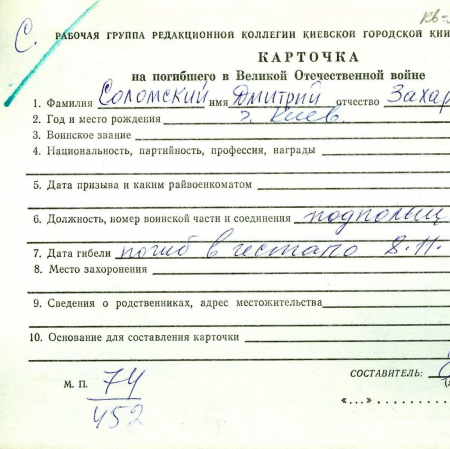 С. КВ-
РАБОЧАЯ ГРУППА РЕДАКЦИОННОЙ КОЛЛЕГИИ КИЕВСКОЙ ГОРОДСКОЙ КНИ
КАРТОЧКА
на погибшего в Великой Отечественной войне
1. Фамилия Соломский имя Дмитрий отчество Захар
2. Год и место рождения г. Киев
3. Воинское звание
4. Национальность, партийность, профессия, награды
5. Дата призыва и каким райвоенкоматом
6. Должность, номер воинской части и соединения подпольщ
7. Дата гибели погиб в гестапо 8.11.
8. Место захоронения
9. Сведения о родственниках, адрес местожительства
10. Основание для составления карточки
СОСТАВИТЕЛЬ:
М. П. 74
452
«...»